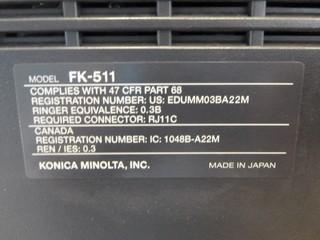 MODEL FK-511
COMPLIES WITH 47 CFR PART 68
REGISTRATION NUMBER: US: EDUMM03BA22M
RINGER EQUIVALENCE: 0.3B
REQUIRED CONNECTOR: RJ11C
CANADA
REGISTRATION NUMBER: IC: 1048B-A22M
REN / IES: 0.3
KONICA MINOLTA, INC. MADE IN JAPAN